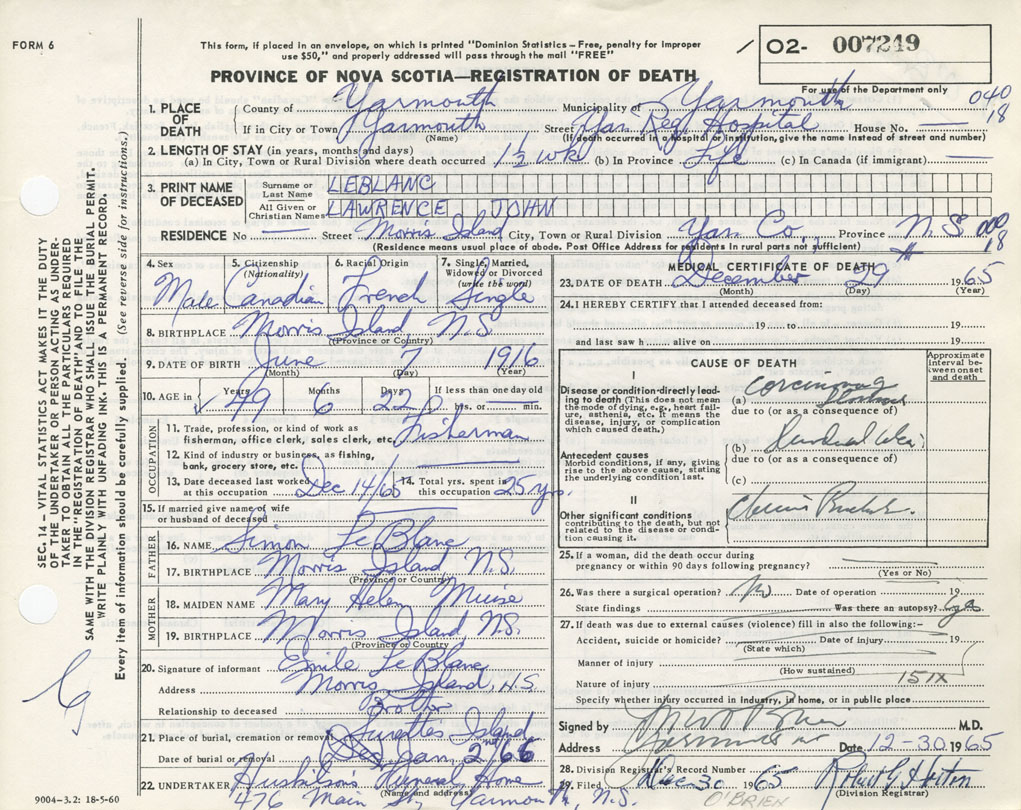 FORM 6
This form, if placed in an envelope, on which is printed "Dominion Statistics – Free, penalty for improper
use $50," and properly addressed will pass through the mail "FREE"
PROVINCE OF NOVA SCOTIA—REGISTRATION OF DEATH
/ 02- 007249
For use of the Department only
040
18
SEC. 14 – VITAL STATISTICS ACT MAKES IT THE DUTY
OF THE UNDERTAKER OR PERSON ACTING AS UNDER-
TAKER TO OBTAIN ALL THE PARTICULARS REQUIRED
IN THE "REGISTRATION OF DEATH" AND TO FILE THE
SAME WITH THE DIVISION REGISTRAR WHO SHALL ISSUE THE BURIAL PERMIT.
WRITE PLAINLY WITH UNFADING INK. THIS IS A PERMANENT RECORD.
Every item of information should be carefully supplied. (See reverse side for instructions.)
1. PLACE OF DEATH County of Yarmouth Municipality of Yarmouth
If in City or Town Yarmouth Street Yar. Reg. Hospital House No. —
(Name) (If death occurred in a hospital or institution, give the name instead of street and number)
2. LENGTH OF STAY (in years, months and days)
(a) In City, Town or Rural Division where death occurred 1½ wk (b) In Province Life (c) In Canada (if immigrant) —
3. PRINT NAME OF DECEASED Surname or Last Name LEBLANC
All Given or Christian Names LAWRENCE JOHN
RESIDENCE No — Street Morris Island City, Town or Rural Division Yar. Co. Province N.S. 000
18
(Residence means usual place of abode. Post Office Address for residents in rural parts not sufficient)
4. Sex Male
5. Citizenship (Nationality) Canadian
6. Racial Origin French
7. Single, Married, Widowed or Divorced (write the word) Single
8. BIRTHPLACE Morris Island, N.S.
(Province or Country)
9. DATE OF BIRTH June 7 1916
(Month) (Day) (Year)
10. AGE in Years 49 Months 6 Days 22 If less than one day old hrs. or min.
OCCUPATION
11. Trade, profession, or kind of work as
fisherman, office clerk, sales clerk, etc. Fisherman
12. Kind of industry or business, as fishing,
bank, grocery store, etc. —
13. Date deceased last worked
at this occupation Dec 14/65
14. Total yrs. spent in
this occupation 25 yrs.
15. If married give name of wife
or husband of deceased —
FATHER
16. NAME Simon LeBlanc
17. BIRTHPLACE Morris Island N.S.
(Province or Country)
MOTHER
18. MAIDEN NAME Mary Helen Muise
19. BIRTHPLACE Morris Island N.S.
(Province or Country)
20. Signature of informant Emile LeBlanc
Address Morris Island, N.S.
Relationship to deceased Brother
21. Place of burial, cremation or removal Surettes Island
Date of burial or removal Jan. 2nd/66
22. UNDERTAKER Huskilson's Funeral Home
(Name and address)
476 Main St., Yarmouth, N.S.
9004–3.2: 18-5-60
MEDICAL CERTIFICATE OF DEATH
23. DATE OF DEATH December 29 1965
(Month) (Day) (Year)
24. I HEREBY CERTIFY that I attended deceased from:
19 to 19
and last saw h alive on 19
CAUSE OF DEATH
Approximate interval between onset and death
I
Disease or condition directly lead-
ing to death (This does not mean
the mode of dying, e.g., heart fail-
ure, asthenia, etc. It means the
disease, injury, or complication
which caused death.)
(a) carcinoma stomach
due to (or as a consequence of)
Antecedent causes
Morbid conditions, if any, giving
rise to the above cause, stating
the underlying condition last.
(b)
due to (or as a consequence of)
(c)
II
Other significant conditions
contributing to the death, but not
related to the disease or condi-
tion causing it.
25. If a woman, did the death occur during
pregnancy or within 90 days following pregnancy?
(Yes or No)
26. Was there a surgical operation? No Date of operation 19
State findings Was there an autopsy? yes
27. If death was due to external causes (violence) fill in also the following:–
Accident, suicide or homicide? Date of injury 19
(State which)
Manner of injury
(How sustained)
Nature of injury 151X
Specify whether injury occurred in industry, in home, or in public place
Signed by M.D.
Address Yarmouth NS Date 12-30 1965
28. Division Registrar's Record Number
29. Filed Dec 30 1965 Robert G. Horton
(Division Registrar)
O'BRIEN